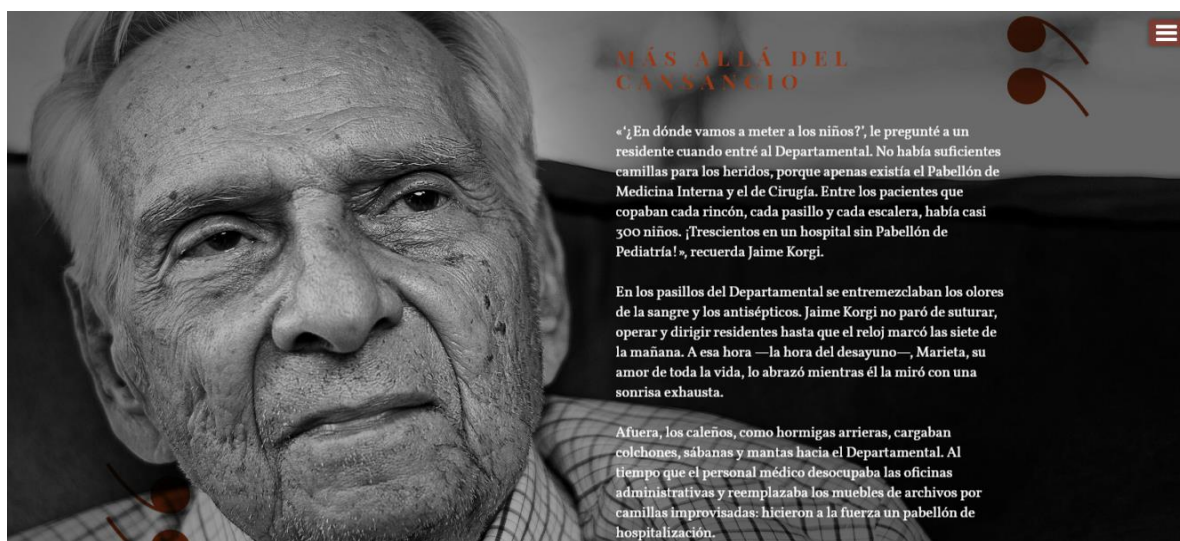 MÁS ALLÁ DEL
CANSANCIO
«‘¿En dónde vamos a meter a los niños?’, le pregunté a un
residente cuando entré al Departamental. No había suficientes
camillas para los heridos, porque apenas existía el Pabellón de
Medicina Interna y el de Cirugía. Entre los pacientes que
copaban cada rincón, cada pasillo y cada escalera, había casi
300 niños. ¡Trescientos en un hospital sin Pabellón de
Pediatría!», recuerda Jaime Korgi.
En los pasillos del Departamental se entremezclaban los olores
de la sangre y los antisépticos. Jaime Korgi no paró de suturar,
operar y dirigir residentes hasta que el reloj marcó las siete de
la mañana. A esa hora —la hora del desayuno—, Marieta, su
amor de toda la vida, lo abrazó mientras él la miró con una
sonrisa exhausta.
Afuera, los caleños, como hormigas arrieras, cargaban
colchones, sábanas y mantas hacia el Departamental. Al
tiempo que el personal médico desocupaba las oficinas
administrativas y reemplazaba los muebles de archivos por
camillas improvisadas: hicieron a la fuerza un pabellón de
hospitalización.